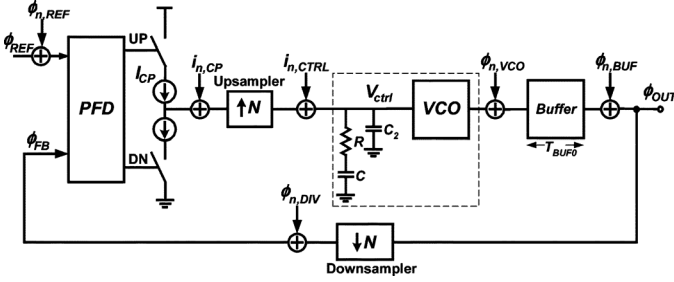 ϕn,REF
ϕREF
UP
ICP
PFD
DN
ϕFB
in,CP
Upsampler
↑N
in,CTRL
Vctrl
R
C2
C
VCO
ϕn,VCO
Buffer
TBUF0
ϕn,BUF
ϕOUT
ϕn,DIV
↓N
Downsampler